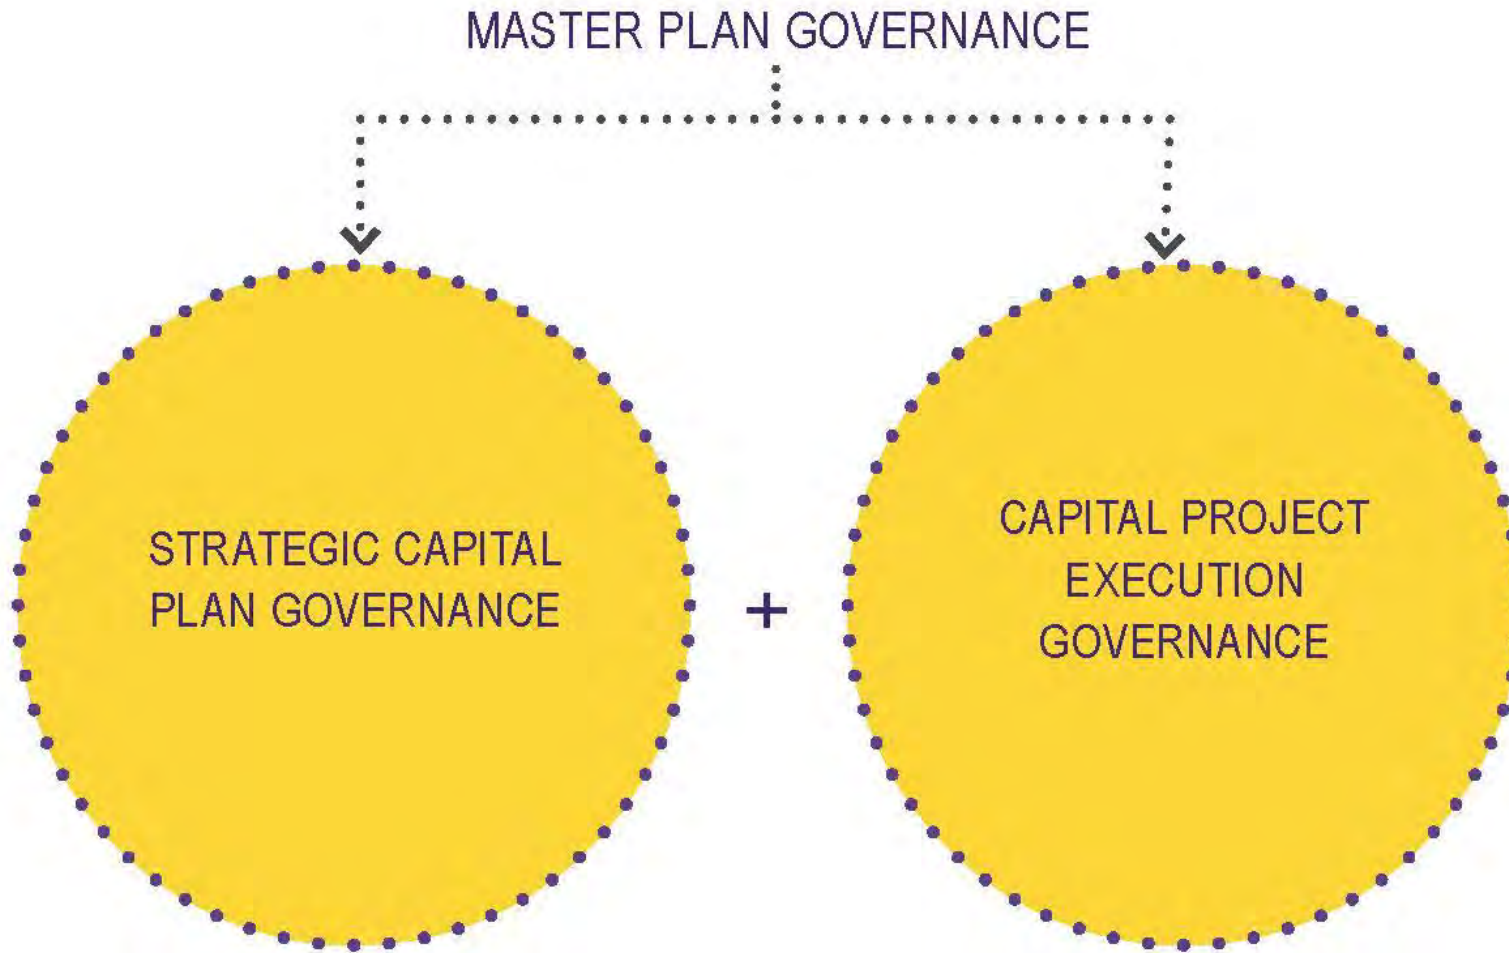 MASTER PLAN GOVERNANCE
STRATEGIC CAPITAL
PLAN GOVERNANCE
+
CAPITAL PROJECT
EXECUTION
GOVERNANCE